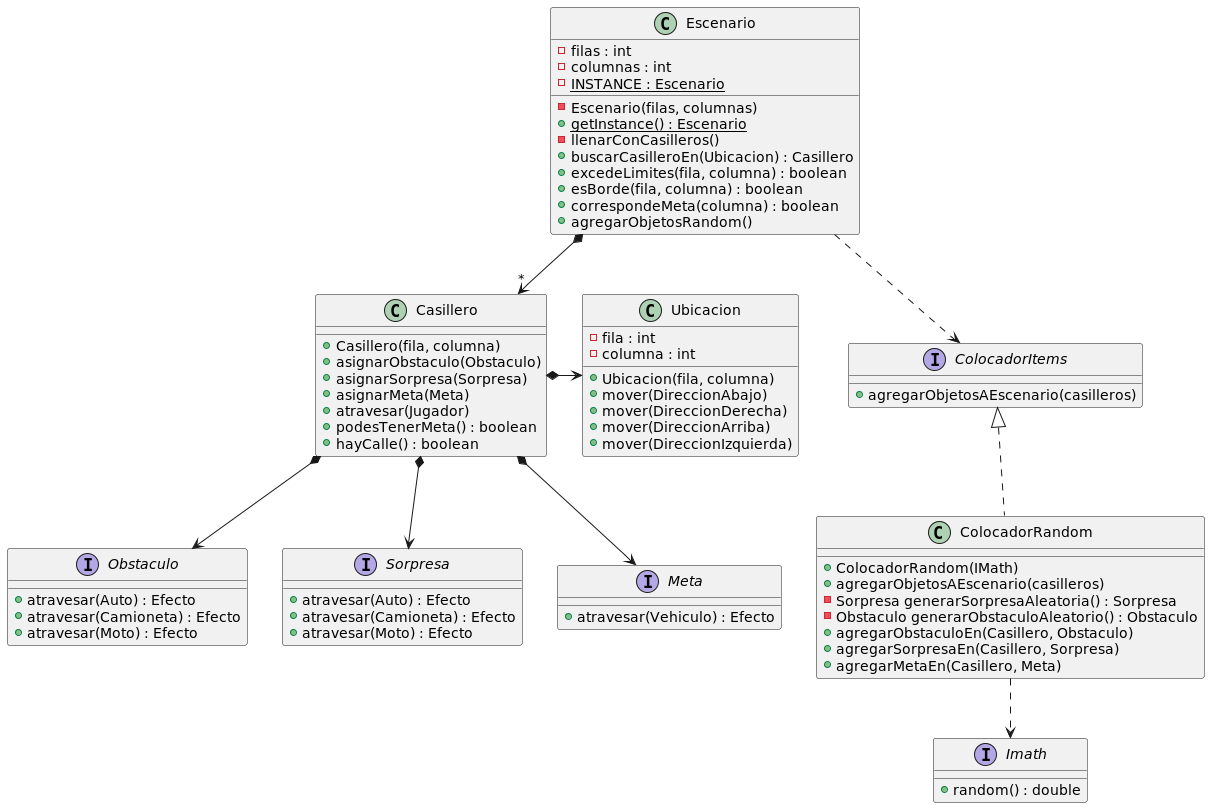 C Escenario
filas : int
columnas : int
INSTANCE : Escenario
Escenario(filas, columnas)
getInstance() : Escenario
llenarConCasilleros()
buscarCasilleroEn(Ubicacion) : Casillero
excedeLimites(fila, columna) : boolean
esBorde(fila, columna) : boolean
correspondeMeta(columna) : boolean
agregarObjetosRandom()
*
C Casillero
Casillero(fila, columna)
asignarObstaculo(Obstaculo)
asignarSorpresa(Sorpresa)
asignarMeta(Meta)
atravesar(Jugador)
podesTenerMeta() : boolean
hayCalle() : boolean
C Ubicacion
fila : int
columna : int
Ubicacion(fila, columna)
mover(DireccionAbajo)
mover(DireccionDerecha)
mover(DireccionArriba)
mover(DireccionIzquierda)
I ColocadorItems
agregarObjetosAEscenario(casilleros)
I Obstaculo
atravesar(Auto) : Efecto
atravesar(Camioneta) : Efecto
atravesar(Moto) : Efecto
I Sorpresa
atravesar(Auto) : Efecto
atravesar(Camioneta) : Efecto
atravesar(Moto) : Efecto
I Meta
atravesar(Vehiculo) : Efecto
C ColocadorRandom
ColocadorRandom(IMath)
agregarObjetosAEscenario(casilleros)
Sorpresa generarSorpresaAleatoria() : Sorpresa
Obstaculo generarObstaculoAleatorio() : Obstaculo
agregarObstaculoEn(Casillero, Obstaculo)
agregarSorpresaEn(Casillero, Sorpresa)
agregarMetaEn(Casillero, Meta)
I Imath
random() : double